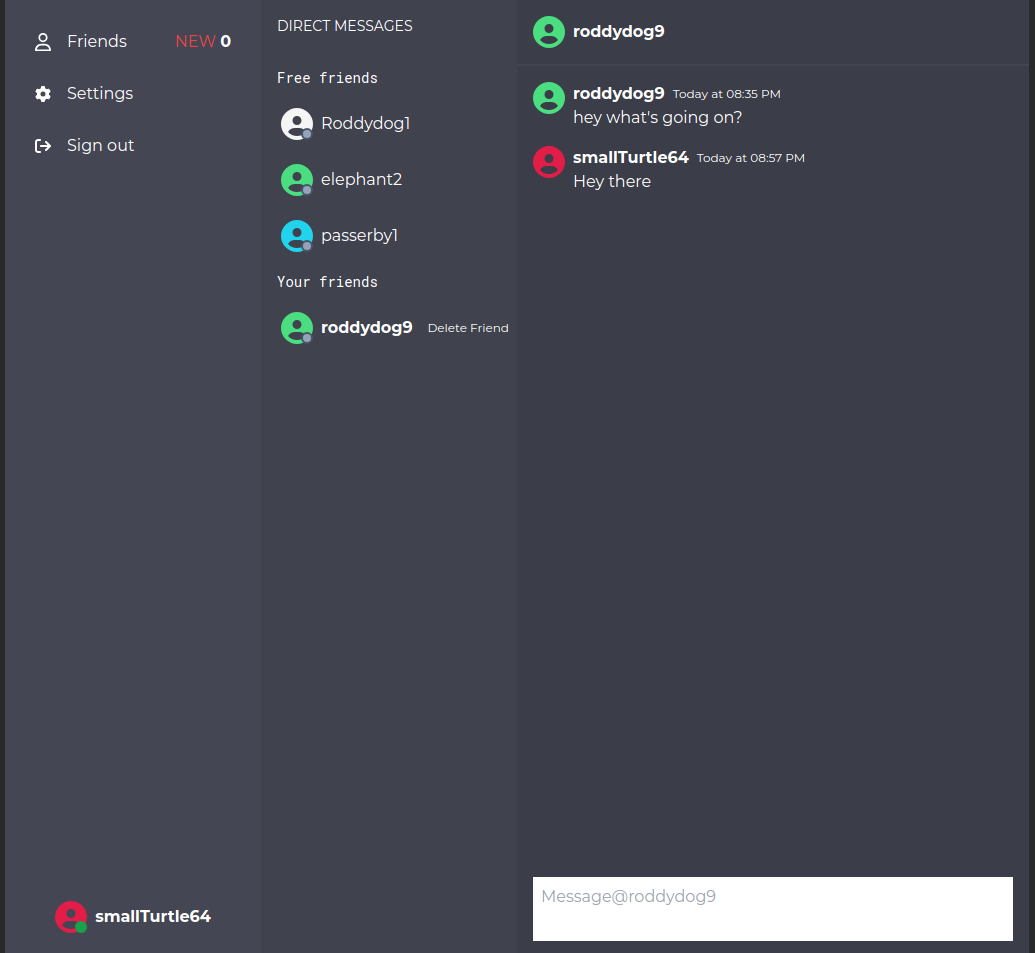 Friends NEW 0
Settings
Sign out
smallTurtle64
DIRECT MESSAGES
Free friends
Roddydog1
elephant2
passerby1
Your friends
roddydog9 Delete Friend
roddydog9
roddydog9 Today at 08:35 PM
hey what's going on?
smallTurtle64 Today at 08:57 PM
Hey there
Message@roddydog9